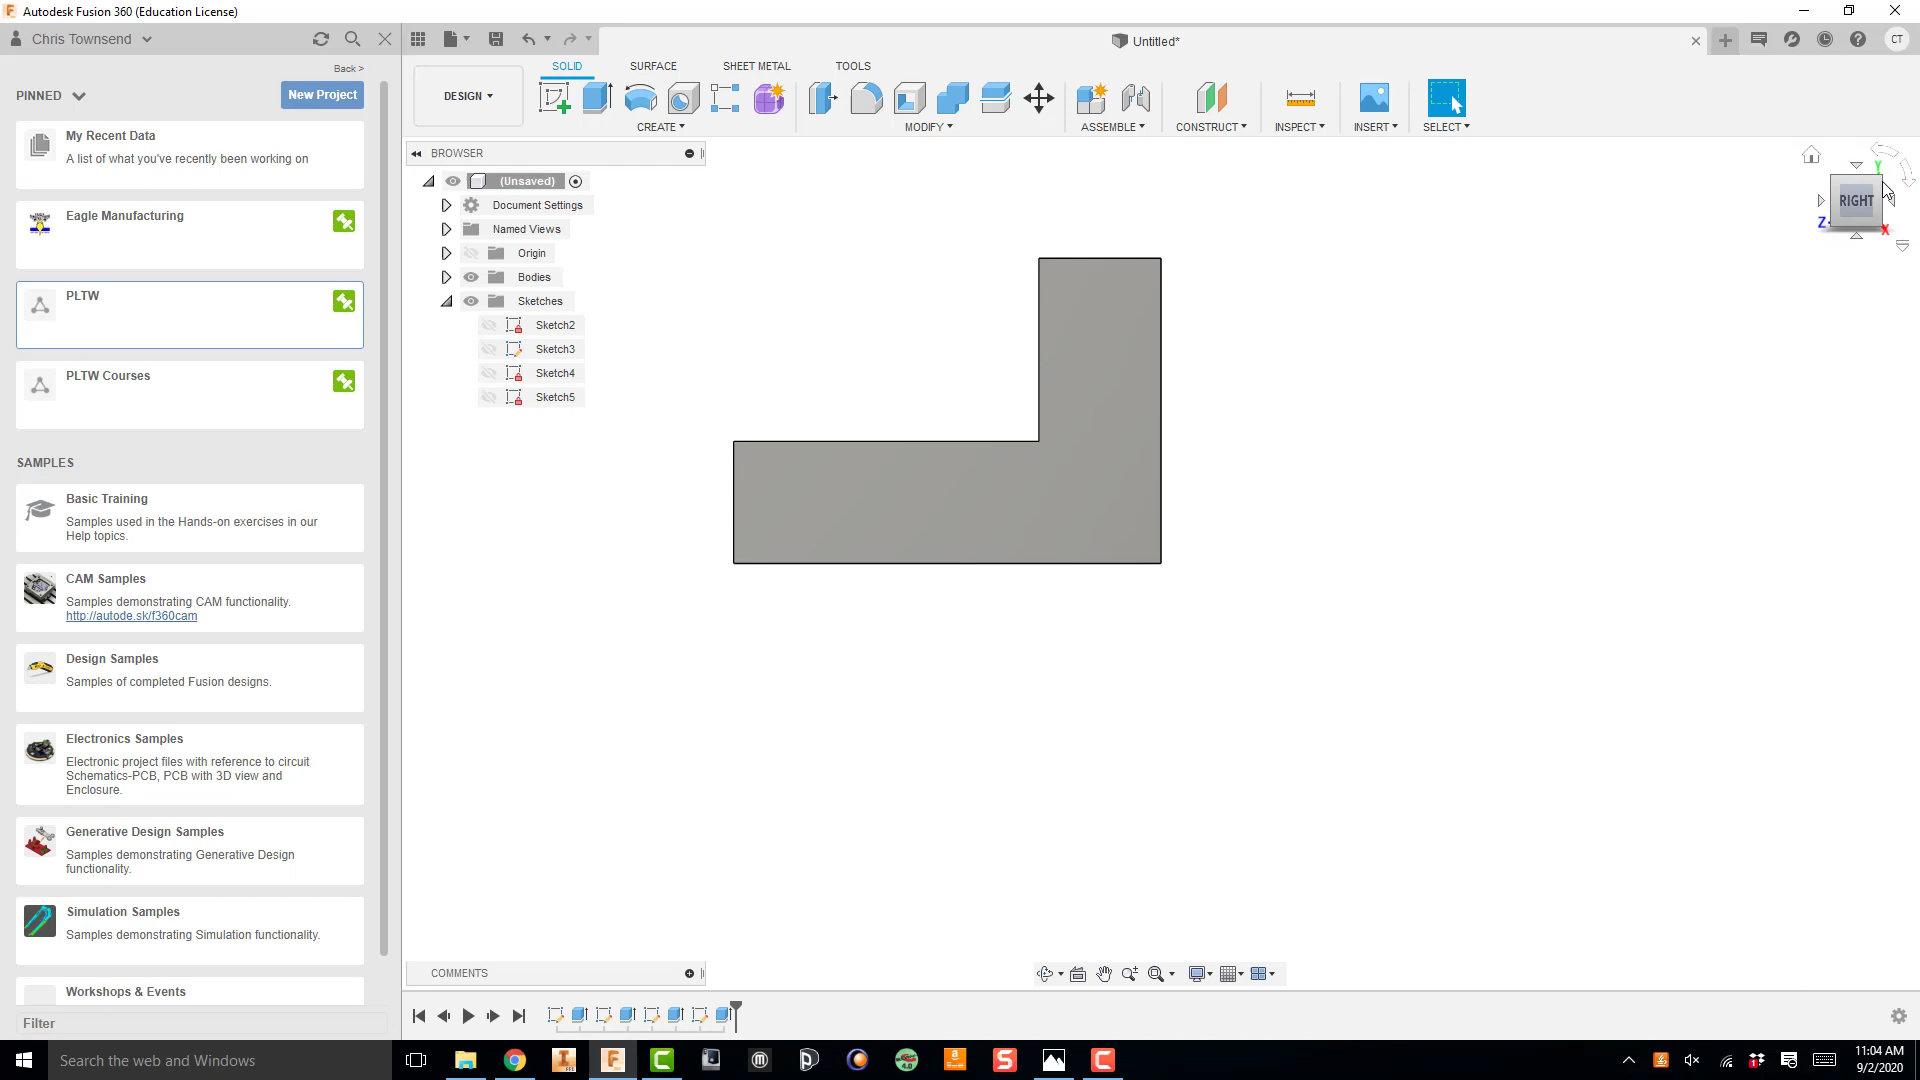 Autodesk Fusion 360 (Education License)
Chris Townsend
Untitled*
CT
Back >
PINNED
New Project
My Recent Data
A list of what you've recently been working on
Eagle Manufacturing
PLTW
PLTW Courses
SAMPLES
Basic Training
Samples used in the Hands-on exercises in our
Help topics.
CAM Samples
Samples demonstrating CAM functionality.
http://autode.sk/f360cam
Design Samples
Samples of completed Fusion designs.
Electronics Samples
Electronic project files with reference to circuit
Schematics-PCB, PCB with 3D view and
Enclosure.
Generative Design Samples
Samples demonstrating Generative Design
functionality.
Simulation Samples
Samples demonstrating Simulation functionality.
Workshops & Events
Filter
DESIGN
SOLID SURFACE SHEET METAL TOOLS
CREATE MODIFY ASSEMBLE CONSTRUCT INSPECT INSERT SELECT
BROWSER
(Unsaved)
Document Settings
Named Views
Origin
Bodies
Sketches
Sketch2
Sketch3
Sketch4
Sketch5
Y
RIGHT
Z
X
COMMENTS
Search the web and Windows
11:04 AM
9/2/2020